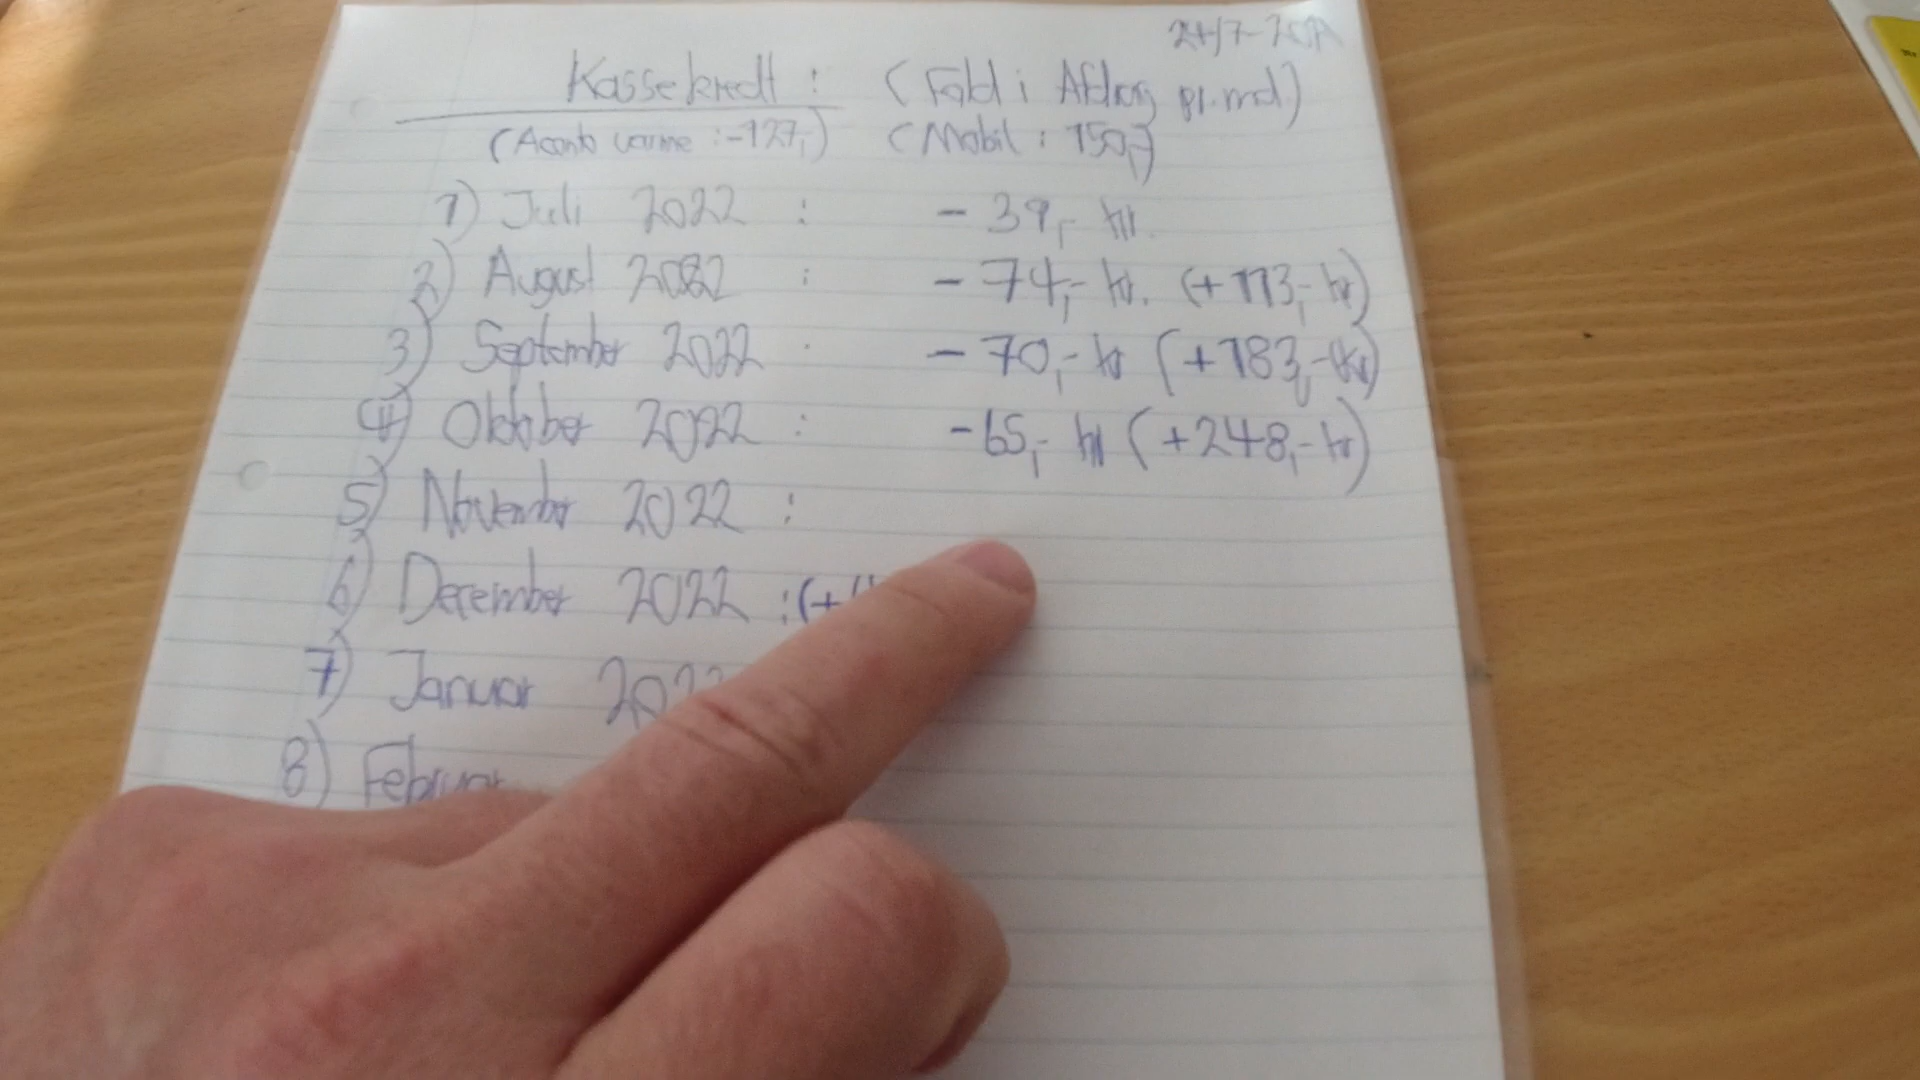 Kassekredit : (Fald i Afdrag pr. md.)
(Aconto varme : -127,-) (Mobil : 150,-)
1) Juli 2022 : - 39,- kr.
2) August 2022 : - 74,- kr. (+ 113,- kr)
3) September 2022 : - 70,- kr (+ 183,- kr)
4) Oktober 2022 : - 65,- kr (+ 248,- kr)
5) November 2022 :
6) December 2022 : (+
7) Januar 202
8) Februar